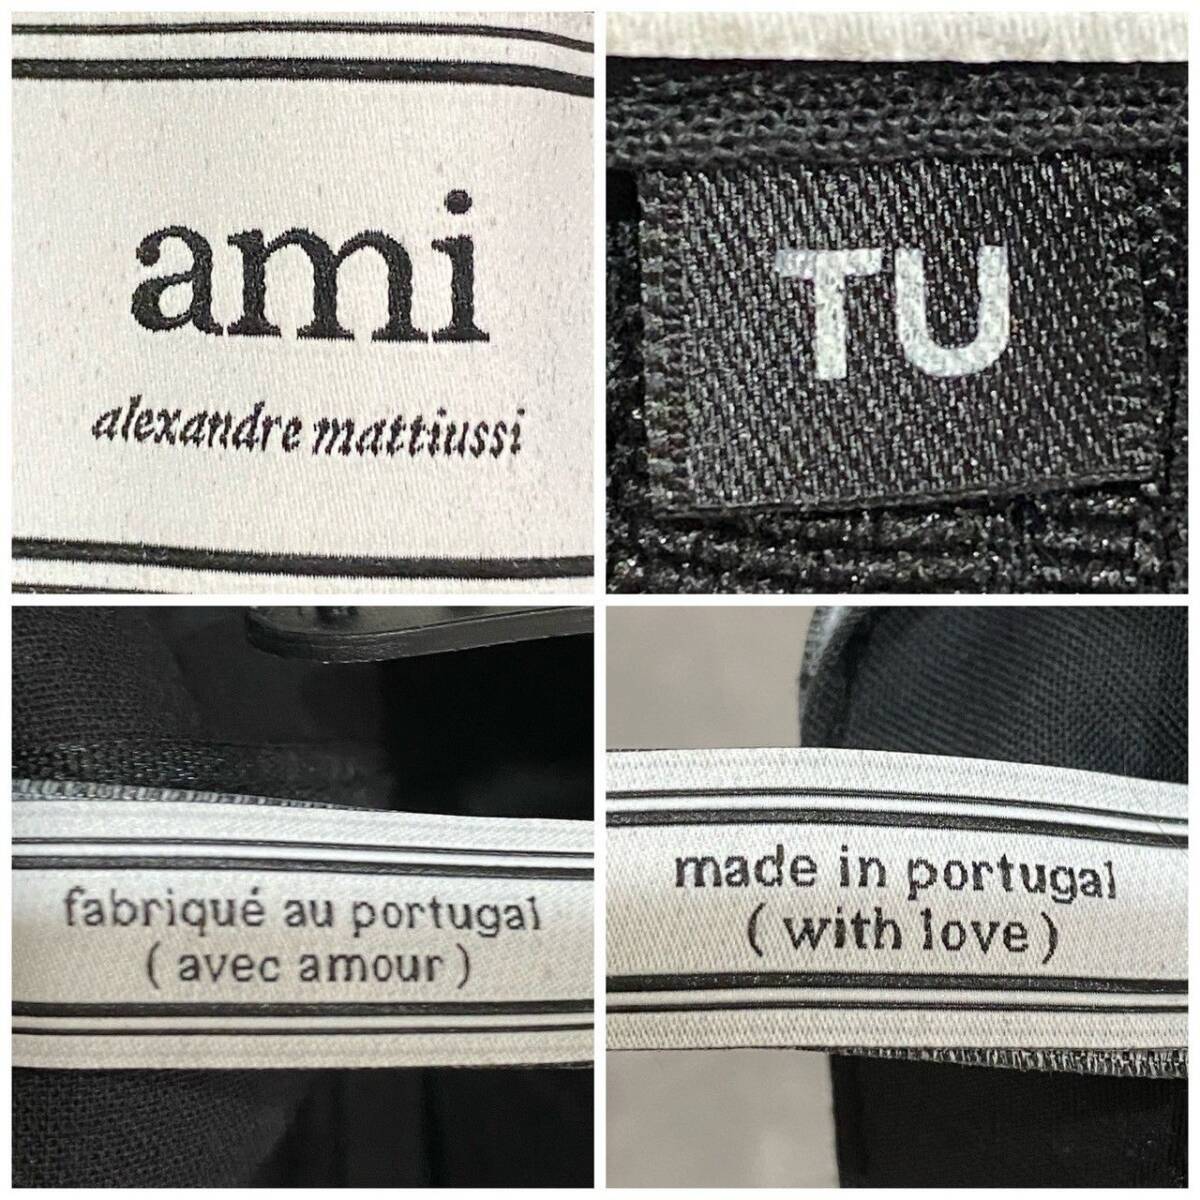 ami
alexandre mattiussi
TU
fabriqué au portugal
( avec amour )
made in portugal
( with love )